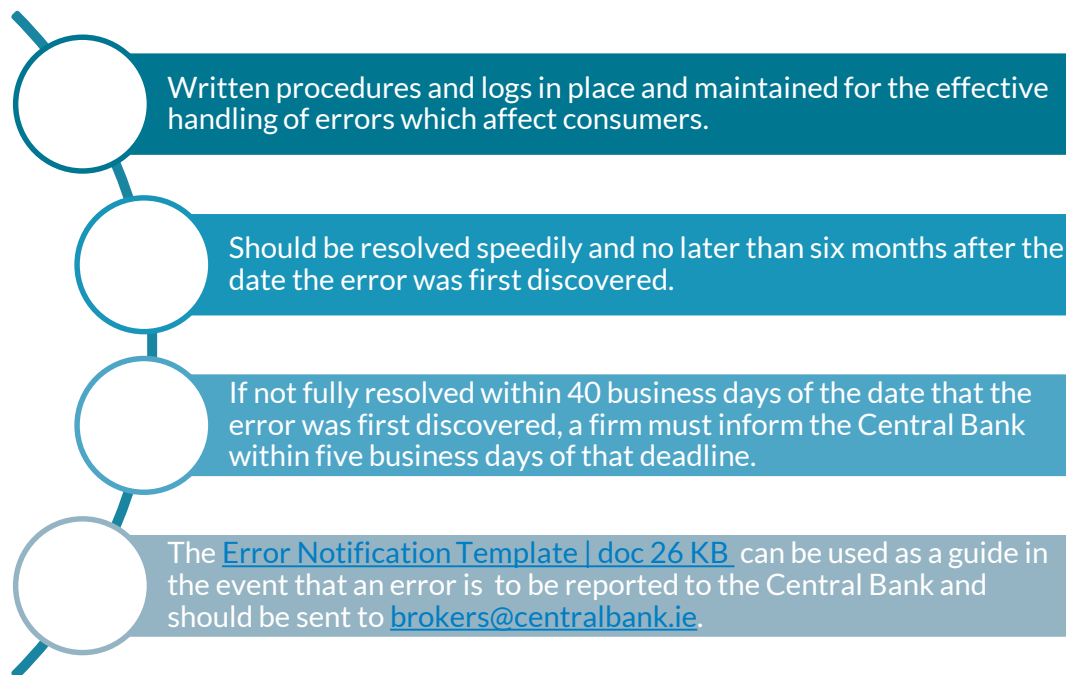 Written procedures and logs in place and maintained for the effective
handling of errors which affect consumers.
Should be resolved speedily and no later than six months after the
date the error was first discovered.
If not fully resolved within 40 business days of the date that the
error was first discovered, a firm must inform the Central Bank
within five business days of that deadline.
The Error Notification Template | doc 26 KB can be used as a guide in
the event that an error is to be reported to the Central Bank and
should be sent to brokers@centralbank.ie.